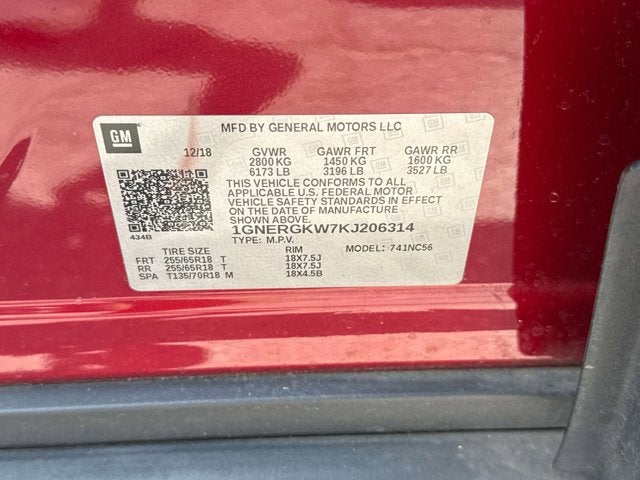 GM
MFD BY GENERAL MOTORS LLC
12/18 GVWR GAWR FRT GAWR RR
2800 KG 1450 KG 1600 KG
6173 LB 3196 LB 3527 LB
THIS VEHICLE CONFORMS TO ALL
APPLICABLE U.S. FEDERAL MOTOR
VEHICLE SAFETY STANDARDS IN EFFECT
ON THE DATE OF MANUFACTURE
SHOWN ABOVE.
1GNERGKW7KJ206314
434B
TYPE: M.P.V. MODEL: 741NC56
TIRE SIZE RIM
FRT 255/65R18 T 18X7.5J
RR 255/65R18 T 18X7.5J
SPA T135/70R18 M 18X4.5B